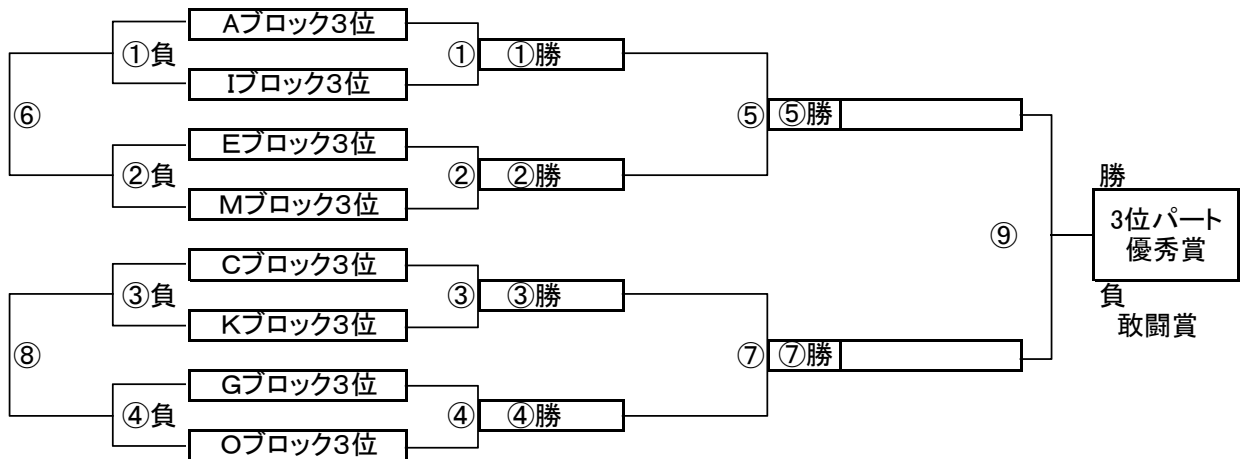 Aブロック3位
①負 ① ①勝
Iブロック3位
⑥ ⑤ ⑤勝
Eブロック3位
②負 ② ②勝
Mブロック3位
勝
3位パート
優秀賞
⑨
Cブロック3位
③負 ③ ③勝
Kブロック3位
負
敢闘賞
⑧ ⑦ ⑦勝
Gブロック3位
④負 ④ ④勝
Oブロック3位